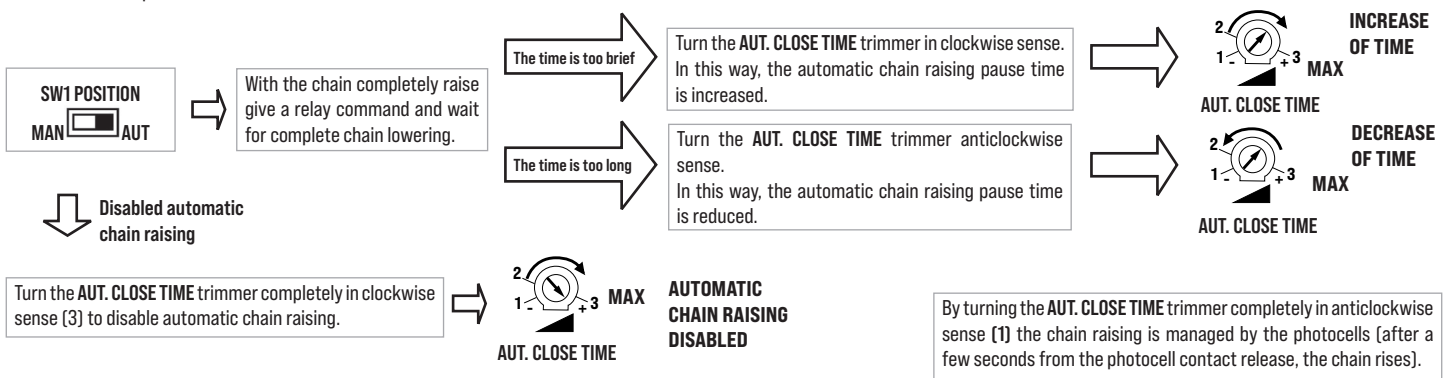 SW1 POSITION
MAN AUT
With the chain completely raise
give a relay command and wait
for complete chain lowering.
The time is too brief
Turn the AUT. CLOSE TIME trimmer in clockwise sense.
In this way, the automatic chain raising pause time
is increased.
2
1 - + 3 MAX
AUT. CLOSE TIME
INCREASE
OF TIME
The time is too long
Turn the AUT. CLOSE TIME trimmer anticlockwise
sense.
In this way, the automatic chain raising pause time
is reduced.
2
1 - + 3 MAX
AUT. CLOSE TIME
DECREASE
OF TIME
Disabled automatic
chain raising
Turn the AUT. CLOSE TIME trimmer completely in clockwise
sense (3) to disable automatic chain raising.
2
1 - + 3 MAX
AUT. CLOSE TIME
AUTOMATIC
CHAIN RAISING
DISABLED
By turning the AUT. CLOSE TIME trimmer completely in anticlockwise
sense (1) the chain raising is managed by the photocells (after a
few seconds from the photocell contact release, the chain rises).